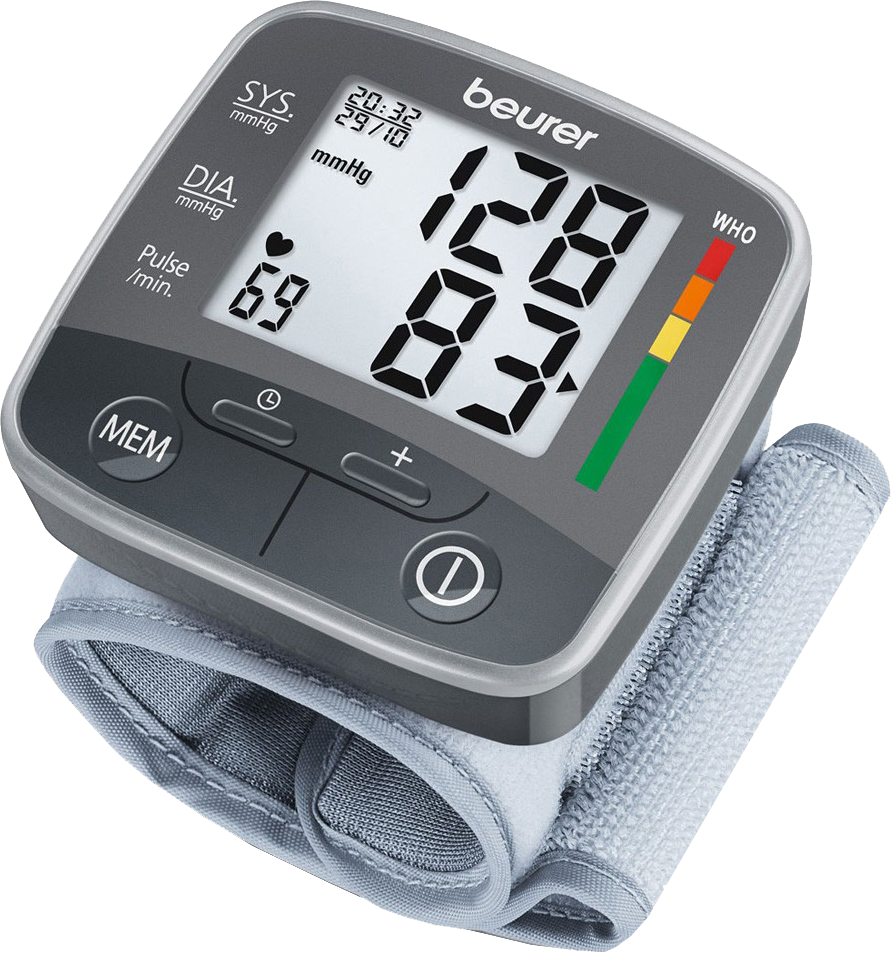 beurer
SYS.
mmHg
DIA.
mmHg
Pulse
/min.
20:32
29/10
mmHg
128
83
69
WHO
MEM
+